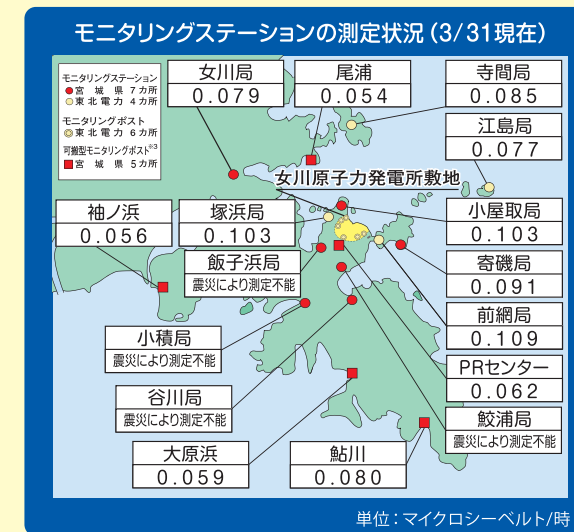 モニタリングステーションの測定状況（3/31現在）
モニタリングステーション
宮城県 7カ所
東北電力 4カ所
モニタリングポスト
東北電力 6カ所
可搬型モニタリングポスト※3
宮城県 5カ所
女川局
0.079
尾浦
0.054
寺間局
0.085
江島局
0.077
女川原子力発電所敷地
袖ノ浜
0.056
塚浜局
0.103
小屋取局
0.103
飯子浜局
震災により測定不能
寄磯局
0.091
前網局
0.109
小積局
震災により測定不能
PRセンター
0.062
谷川局
震災により測定不能
鮫浦局
震災により測定不能
大原浜
0.059
鮎川
0.080
単位：マイクロシーベルト/時